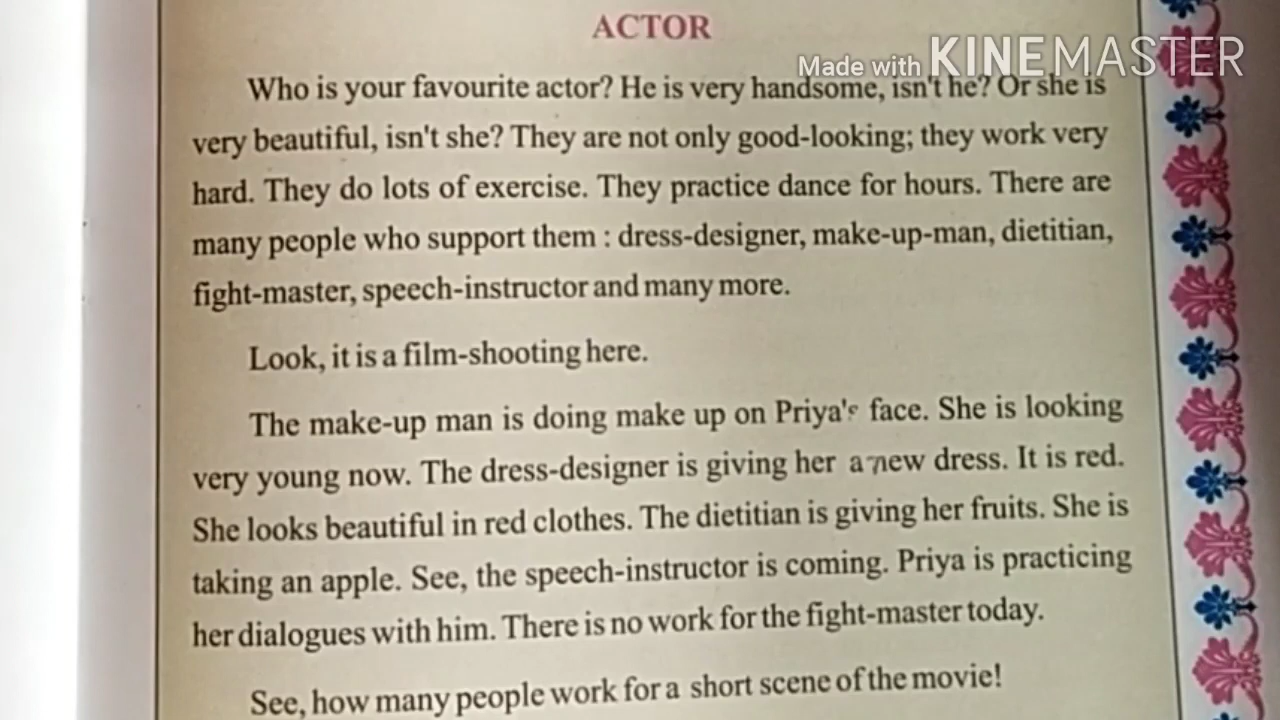 ACTOR
Made with KINEMASTER
Who is your favourite actor? He is very handsome, isn't he? Or she is
very beautiful, isn't she? They are not only good-looking; they work very
hard. They do lots of exercise. They practice dance for hours. There are
many people who support them : dress-designer, make-up-man, dietitian,
fight-master, speech-instructor and many more.
Look, it is a film-shooting here.
The make-up man is doing make up on Priya's face. She is looking
very young now. The dress-designer is giving her a new dress. It is red.
She looks beautiful in red clothes. The dietitian is giving her fruits. She is
taking an apple. See, the speech-instructor is coming. Priya is practicing
her dialogues with him. There is no work for the fight-master today.
See, how many people work for a short scene of the movie!